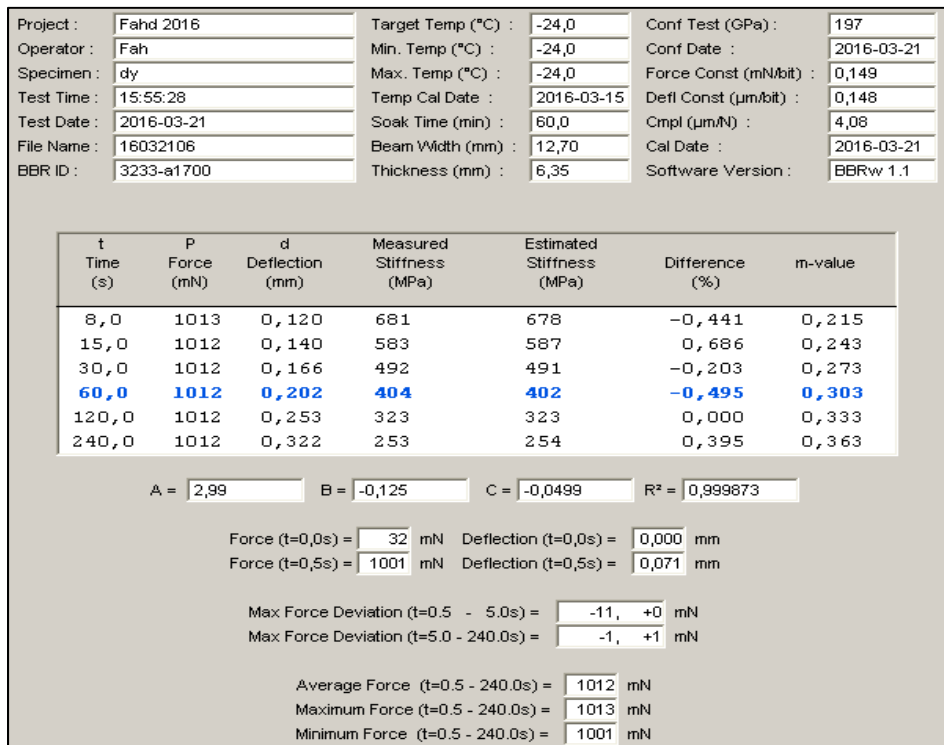 Project : Fahd 2016 Target Temp (°C) : -24,0 Conf Test (GPa) : 197
Operator : Fah Min. Temp (°C) : -24,0 Conf Date : 2016-03-21
Specimen : dy Max. Temp (°C) : -24,0 Force Const (mN/bit) : 0,149
Test Time : 15:55:28 Temp Cal Date : 2016-03-15 Defl Const (µm/bit) : 0,148
Test Date : 2016-03-21 Soak Time (min) : 60,0 Cmpl (µm/N) : 4,08
File Name : 16032106 Beam Width (mm) : 12,70 Cal Date : 2016-03-21
BBR ID : 3233-a1700 Thickness (mm) : 6,35 Software Version : BBRw 1.1
t P d Measured Estimated
Time Force Deflection Stiffness Stiffness Difference m-value
(s) (mN) (mm) (MPa) (MPa) (%)
8,0 1013 0,120 681 678 -0,441 0,215
15,0 1012 0,140 583 587 0,686 0,243
30,0 1012 0,166 492 491 -0,203 0,273
60,0 1012 0,202 404 402 -0,495 0,303
120,0 1012 0,253 323 323 0,000 0,333
240,0 1012 0,322 253 254 0,395 0,363
A = 2,99 B = -0,125 C = -0,0499 R² = 0,999873
Force (t=0,0s) = 32 mN Deflection (t=0,0s) = 0,000 mm
Force (t=0,5s) = 1001 mN Deflection (t=0,5s) = 0,071 mm
Max Force Deviation (t=0.5 - 5.0s) = -11, +0 mN
Max Force Deviation (t=5.0 - 240.0s) = -1, +1 mN
Average Force (t=0.5 - 240.0s) = 1012 mN
Maximum Force (t=0.5 - 240.0s) = 1013 mN
Minimum Force (t=0.5 - 240.0s) = 1001 mN